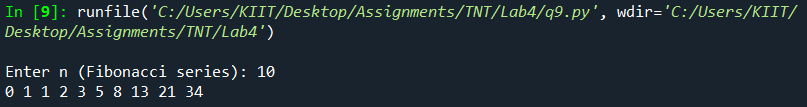 In [9]: runfile('C:/Users/KIIT/Desktop/Assignments/TNT/Lab4/q9.py', wdir='C:/Users/KIIT/
Desktop/Assignments/TNT/Lab4')
Enter n (Fibonacci series): 10
0 1 1 2 3 5 8 13 21 34